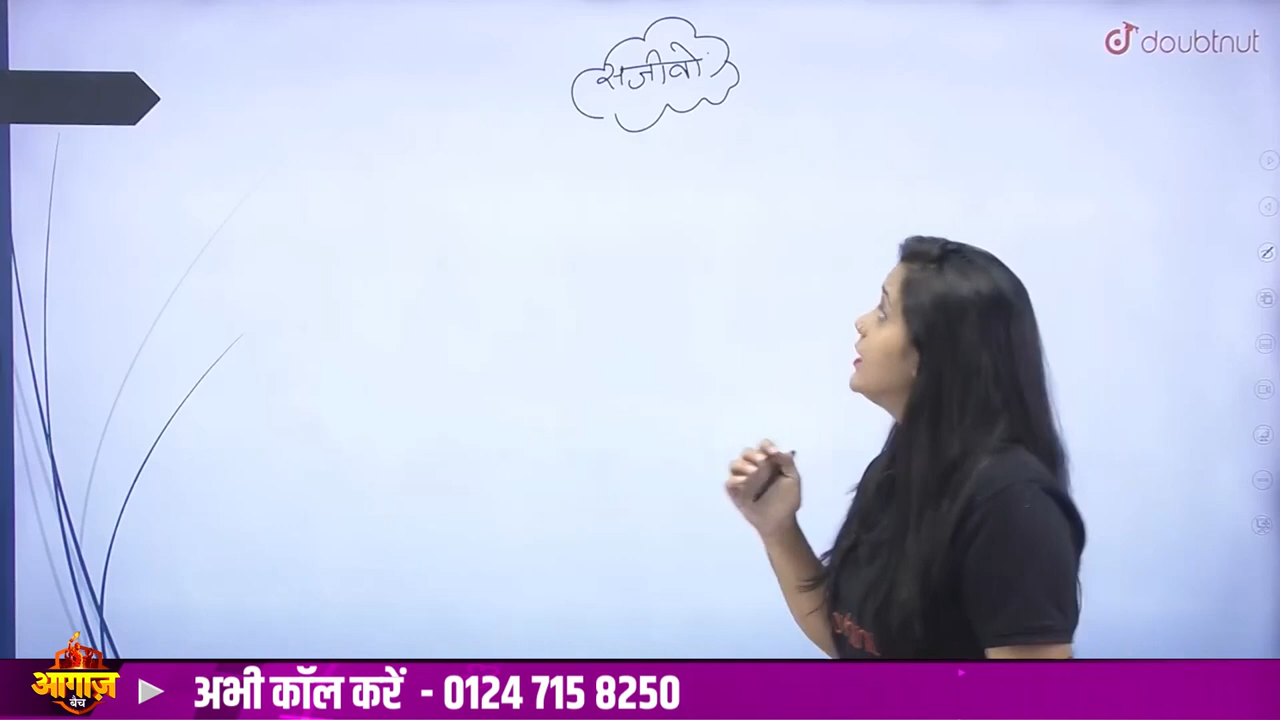 सजीवों
doubtnut
आगाज़
बैच
अभी कॉल करें - 0124 715 8250